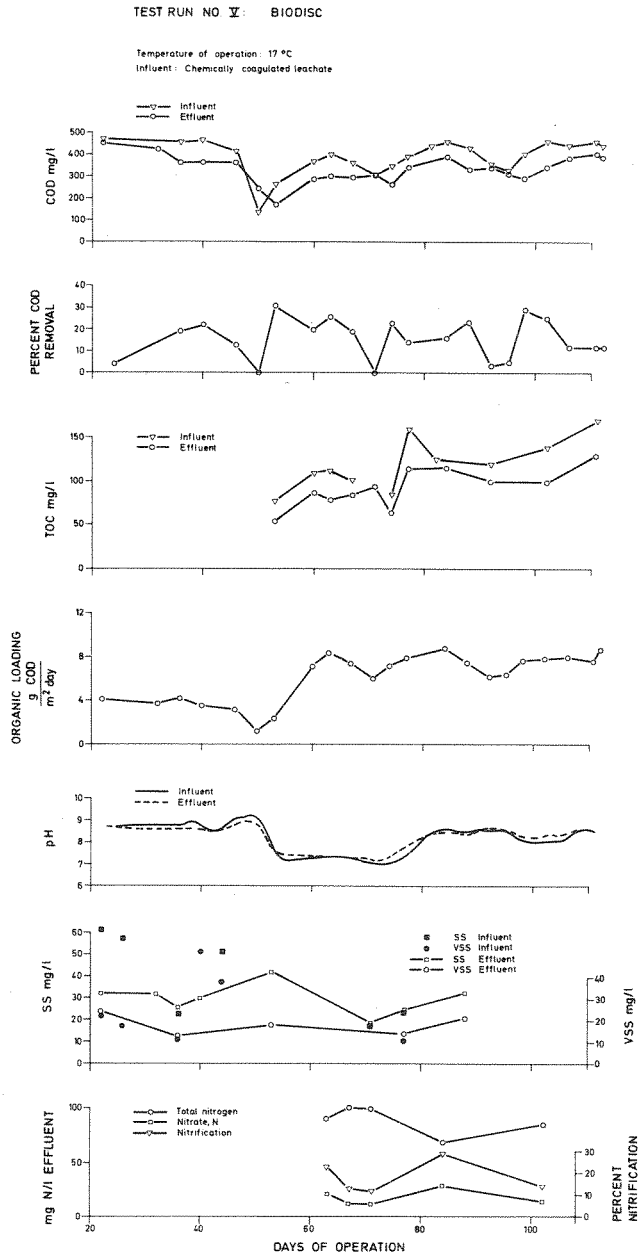 TEST RUN NO. V: BIODISC
Temperature of operation: 17 °C
Influent: Chemically coagulated leachate
Influent
Effluent
COD mg/l
500
400
300
200
100
0
PERCENT COD
REMOVAL
40
30
20
10
0
Influent
Effluent
TOC mg/l
150
100
50
0
ORGANIC LOADING
g COD
m² day
12
8
4
0
Influent
Effluent
pH
10
9
8
7
6
SS mg/l
60
50
40
30
20
10
0
SS Influent
VSS Influent
SS Effluent
VSS Effluent
40
30
20
10
0
VSS mg/l
mg N/l EFFLUENT
100
50
0
Total nitrogen
Nitrate, N
Nitrification
30
20
10
0
PERCENT
NITRIFICATION
20 40 60 80 100
DAYS OF OPERATION